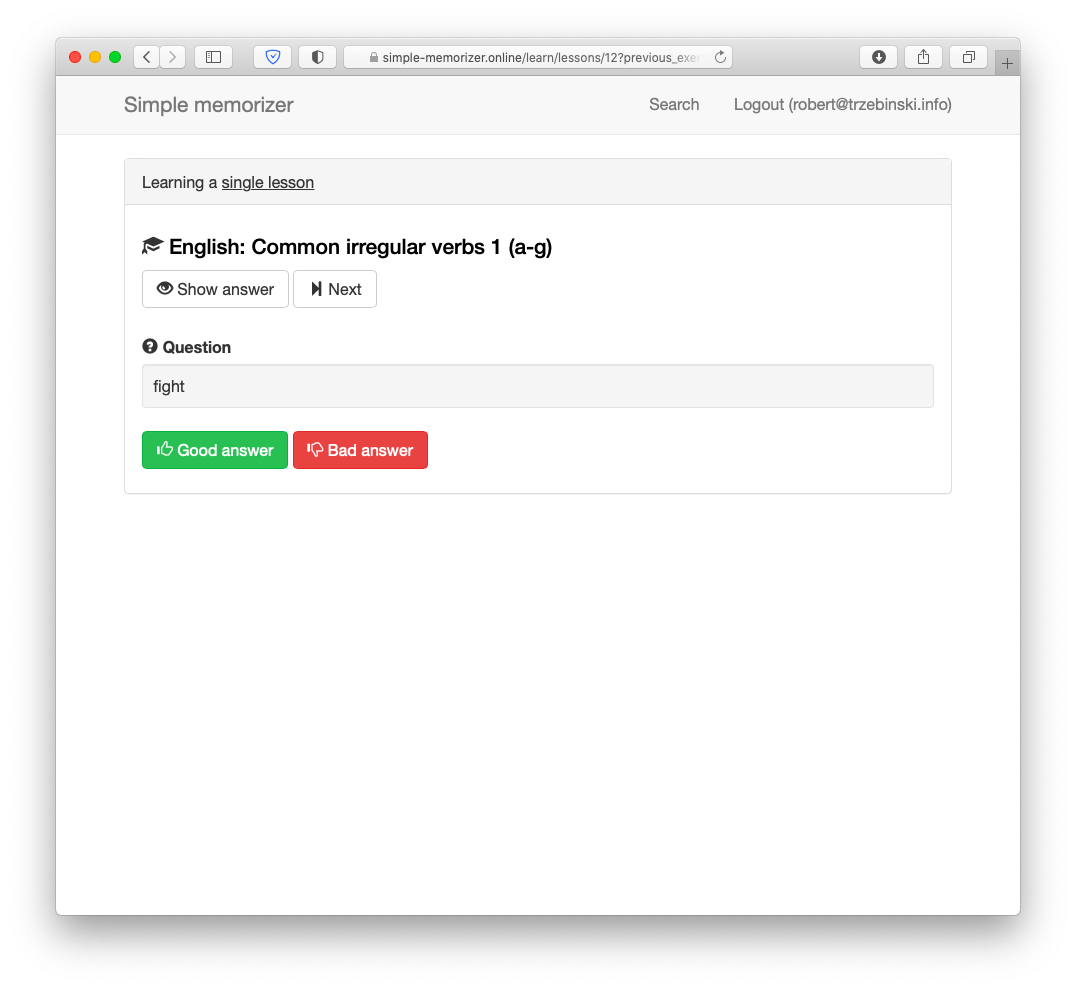 simple-memorizer.online/learn/lessons/12?previous_exe
Simple memorizer
Search
Logout (robert@trzebinski.info)
Learning a single lesson
English: Common irregular verbs 1 (a-g)
Show answer
Next
Question
fight
Good answer
Bad answer